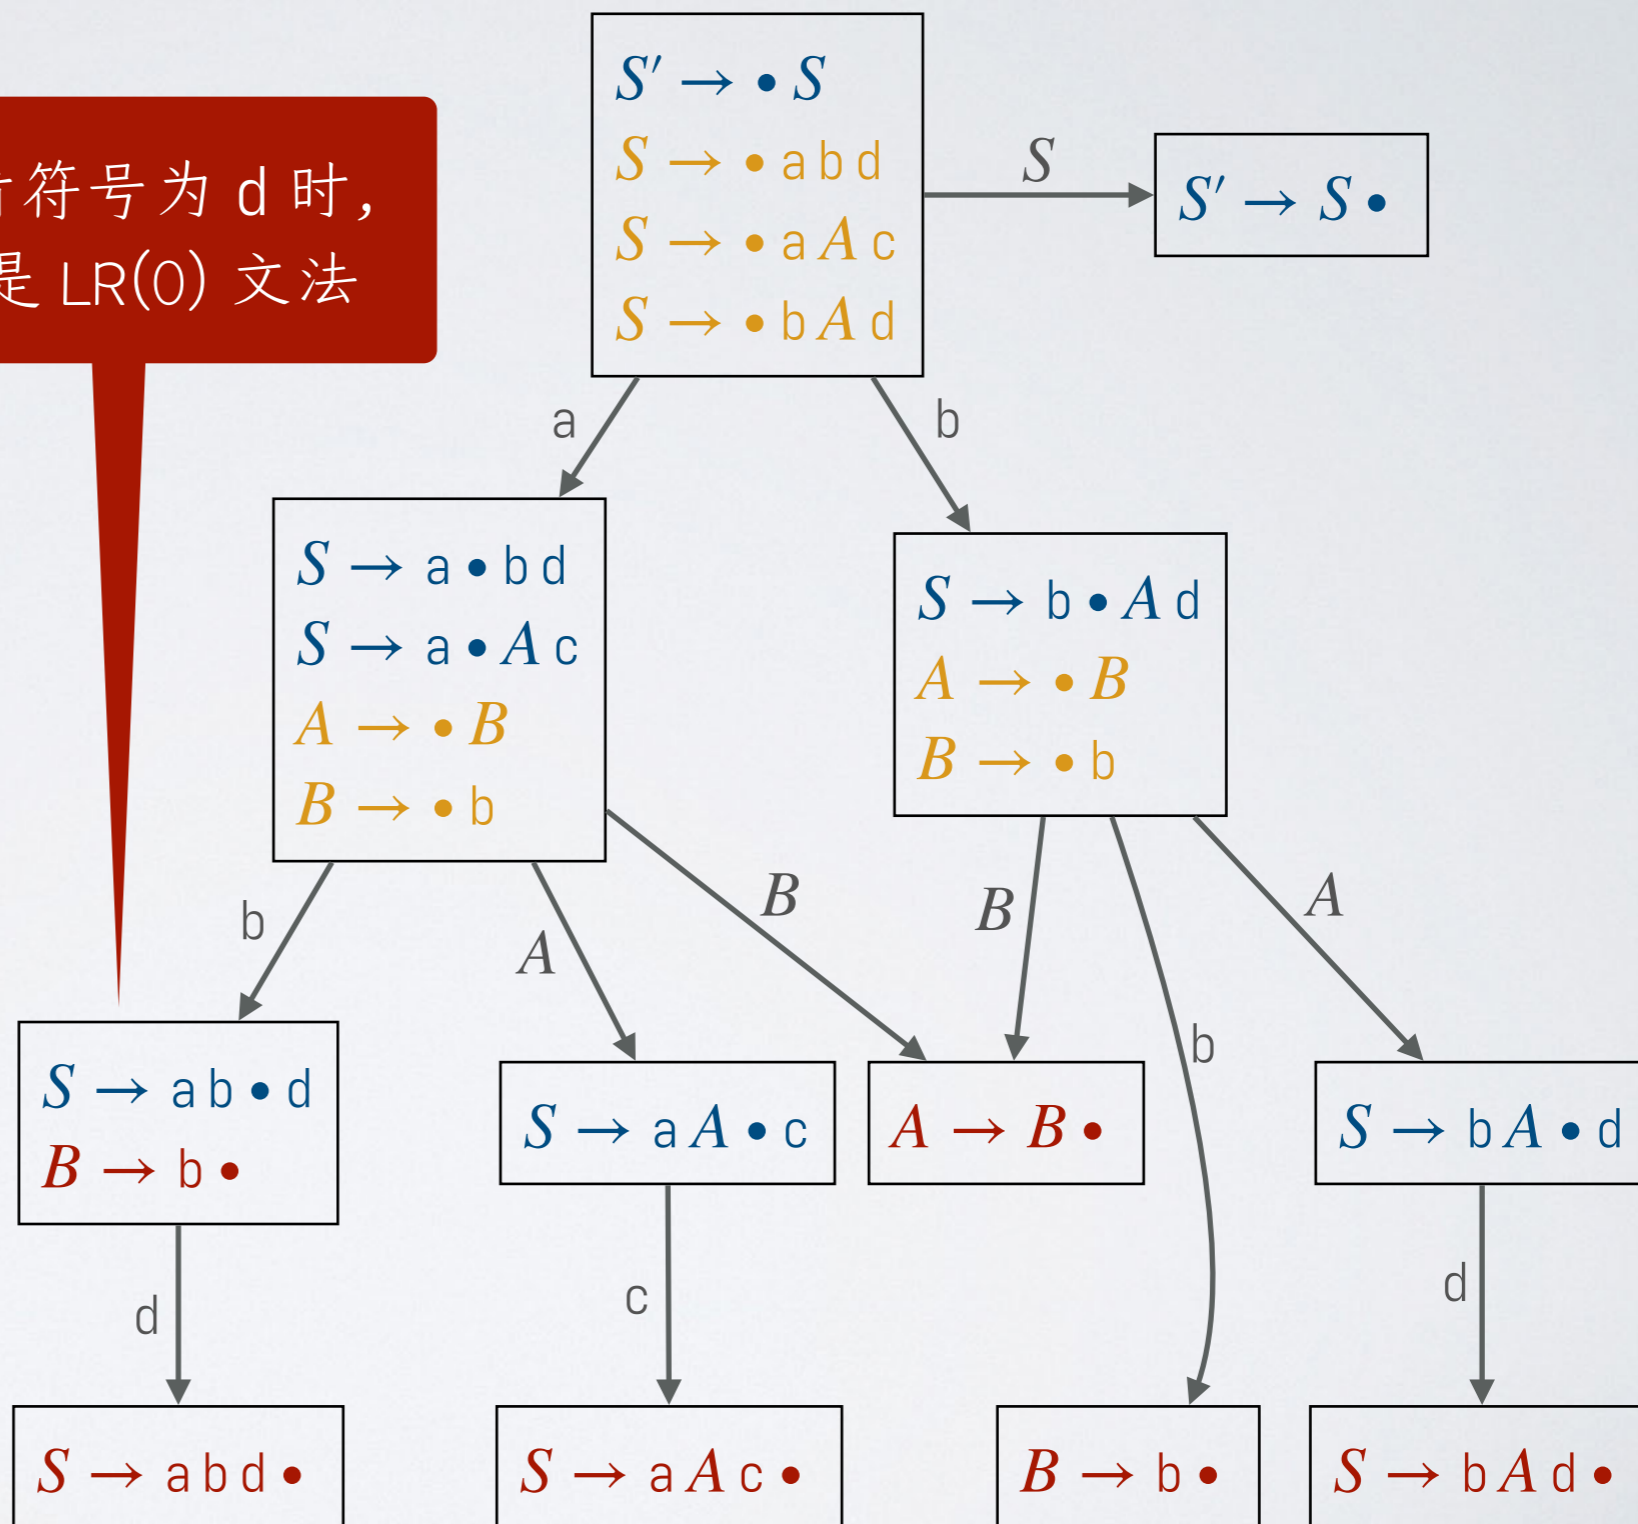 符号为 d 时,
是 LR(0) 文法
S′ → • S
S → • a b d
S → • a A c
S → • b A d
S
S′ → S •
a
b
S → a • b d
S → a • A c
A → • B
B → • b
S → b • A d
A → • B
B → • b
b
A
B
B
b
A
S → a b • d
B → b •
S → a A • c
A → B •
S → b A • d
d
c
d
S → a b d •
S → a A c •
B → b •
S → b A d •